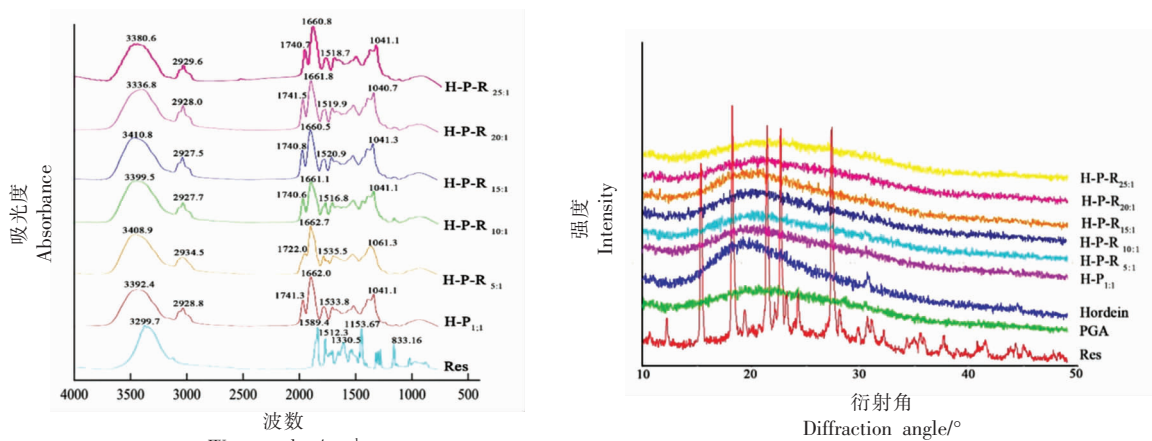 3380.6
2929.6
1740.7
1660.8
1518.7
1041.1
H-P-R 25:1
3336.8
2928.0
1741.5
1661.8
1519.9
1040.7
H-P-R 20:1
3410.8
2927.5
1740.8
1660.5
1520.9
1041.3
H-P-R 15:1
3399.5
2927.7
1740.6
1661.1
1516.8
1041.1
H-P-R 10:1
3408.9
2934.5
1722.0
1662.7
1535.5
1061.3
H-P-R 5:1
3392.4
2928.8
1741.3
1662.0
1533.8
1041.1
H-P1:1
3299.7
1589.4
1512.3
1330.5
1153.67
833.16
Res
4000 3500 3000 2500 2000 1500 1000 500
波数
吸光度
Absorbance
H-P-R25:1
H-P-R20:1
H-P-R15:1
H-P-R 10:1
H-P-R 5:1
H-P1:1
Hordein
PGA
Res
10 20 30 40 50
衍射角
Diffraction angle/°
强度
Intensity